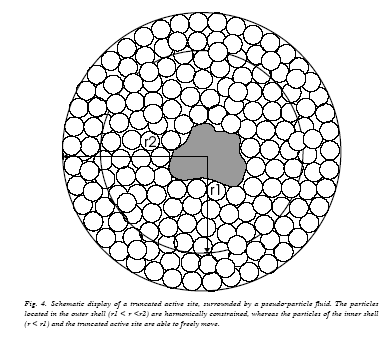 r2
r1
Fig. 4. Schematic display of a truncated active site, surrounded by a pseudo-particle fluid. The particles
located in the outer shell (r1 < r <r2) are harmonically constrained, whereas the particles of the inner shell
(r < r1) and the truncated active site are able to freely move.